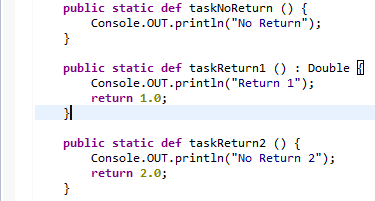 public static def taskNoReturn () {
Console.OUT.println("No Return");
}
public static def taskReturn1 () : Double {
Console.OUT.println("Return 1");
return 1.0;
}
public static def taskReturn2 () {
Console.OUT.println("No Return 2");
return 2.0;
}